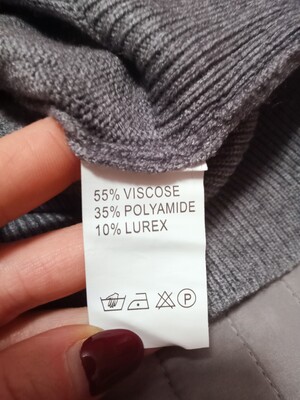 55% VISCOSE
35% POLYAMIDE
10% LUREX
P